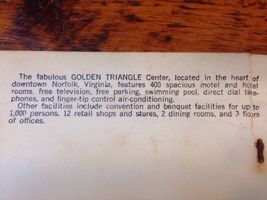 The fabulous GOLDEN TRIANGLE Center, located in the heart of
downtown Norfolk, Virginia, features 400 spacious motel and hotel
rooms, free television, free parking, swimming pool, direct dial tele-
phones, and finger-tip control air-conditioning.
Other facilities include convention and banquet facilities for up to
1,000 persons, 12 retail shops and stores, 2 dining rooms, and 3 floors
of offices.